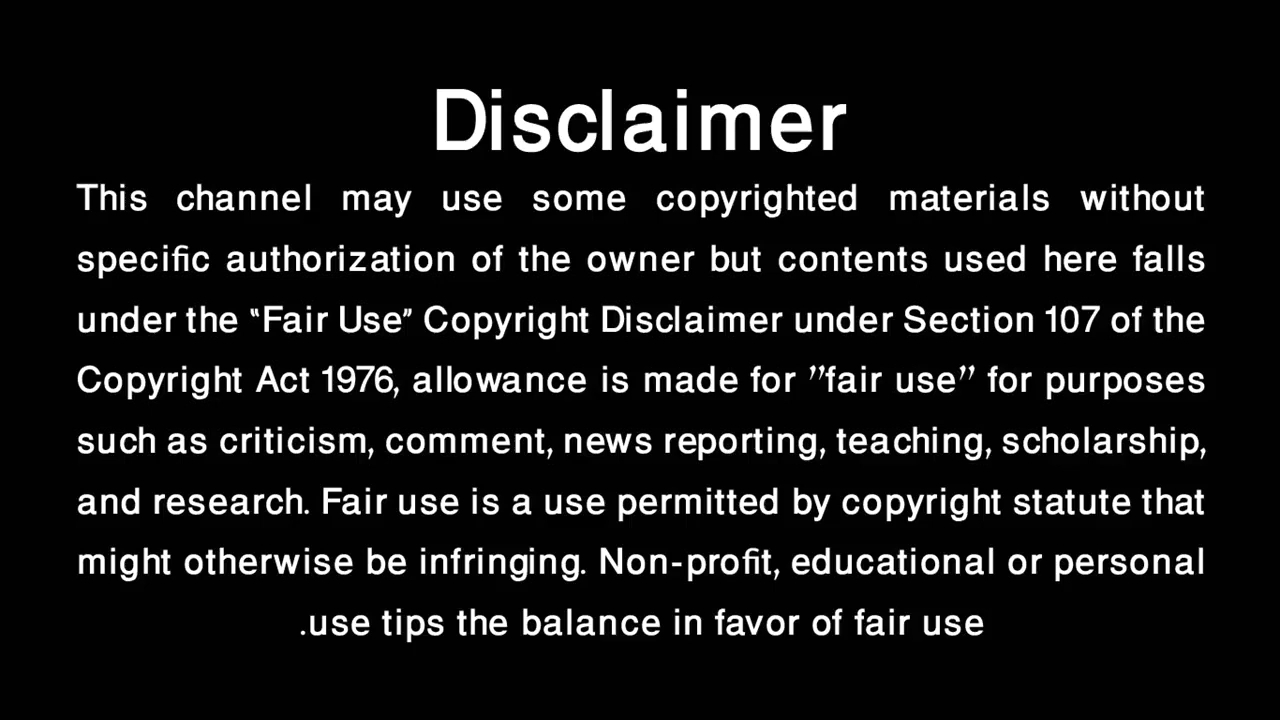 Disclaimer
This channel may use some copyrighted materials without
specific authorization of the owner but contents used here falls
under the “Fair Use” Copyright Disclaimer under Section 107 of the
Copyright Act 1976, allowance is made for ”fair use” for purposes
such as criticism, comment, news reporting, teaching, scholarship,
and research. Fair use is a use permitted by copyright statute that
might otherwise be infringing. Non-profit, educational or personal
.use tips the balance in favor of fair use